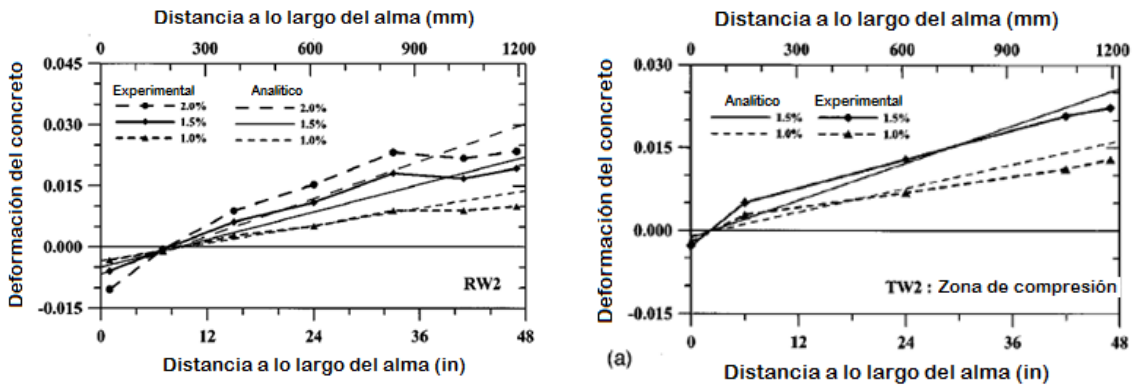 Distancia a lo largo del alma (mm)
0 300 600 900 1200
Deformación del concreto
0.045
0.030
0.015
0.000
-0.015
Experimental Analítico
2.0% 2.0%
1.5% 1.5%
1.0% 1.0%
RW2
0 12 24 36 48
Distancia a lo largo del alma (in)
Distancia a lo largo del alma (mm)
0 300 600 900 1200
Deformación del concreto
0.030
0.015
0.000
-0.015
Analítico Experimental
1.5% 1.5%
1.0% 1.0%
TW2 : Zona de compresión
0 12 24 36 48
(a)
Distancia a lo largo del alma (in)